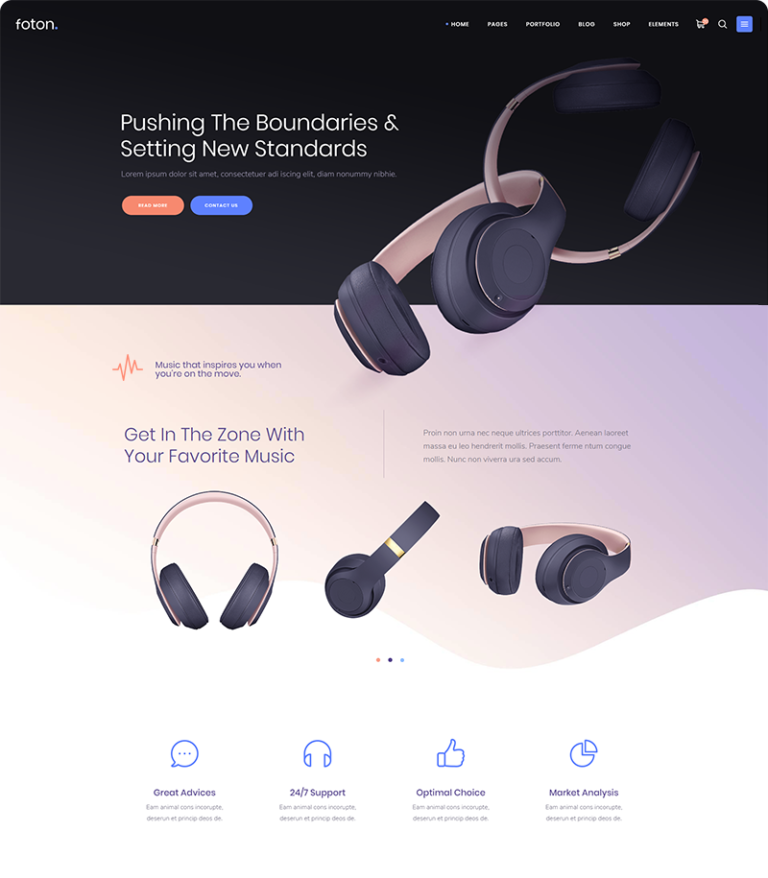 foton.
HOME PAGES PORTFOLIO BLOG SHOP ELEMENTS
Pushing The Boundaries &
Setting New Standards
Lorem ipsum dolor sit amet, consectetuer adi iscing elit, diam nonummy nibhie.
READ MORE CONTACT US
Music that inspires you when
you're on the move.
Get In The Zone With
Your Favorite Music
Proin non urna nec neque ultrices porttitor. Aenean laoreet
massa eu leo hendrerit mollis. Praesent ferme ntum congue
mollis. Nunc non viverra ura sed accum.
Great Advices
Eam animal cons incorupte,
deserun et princip deos de.
24/7 Support
Eam animal cons incorupte,
deserun et princip deos de.
Optimal Choice
Eam animal cons incorupte,
deserun et princip deos de.
Market Analysis
Eam animal cons incorupte,
deserun et princip deos de.